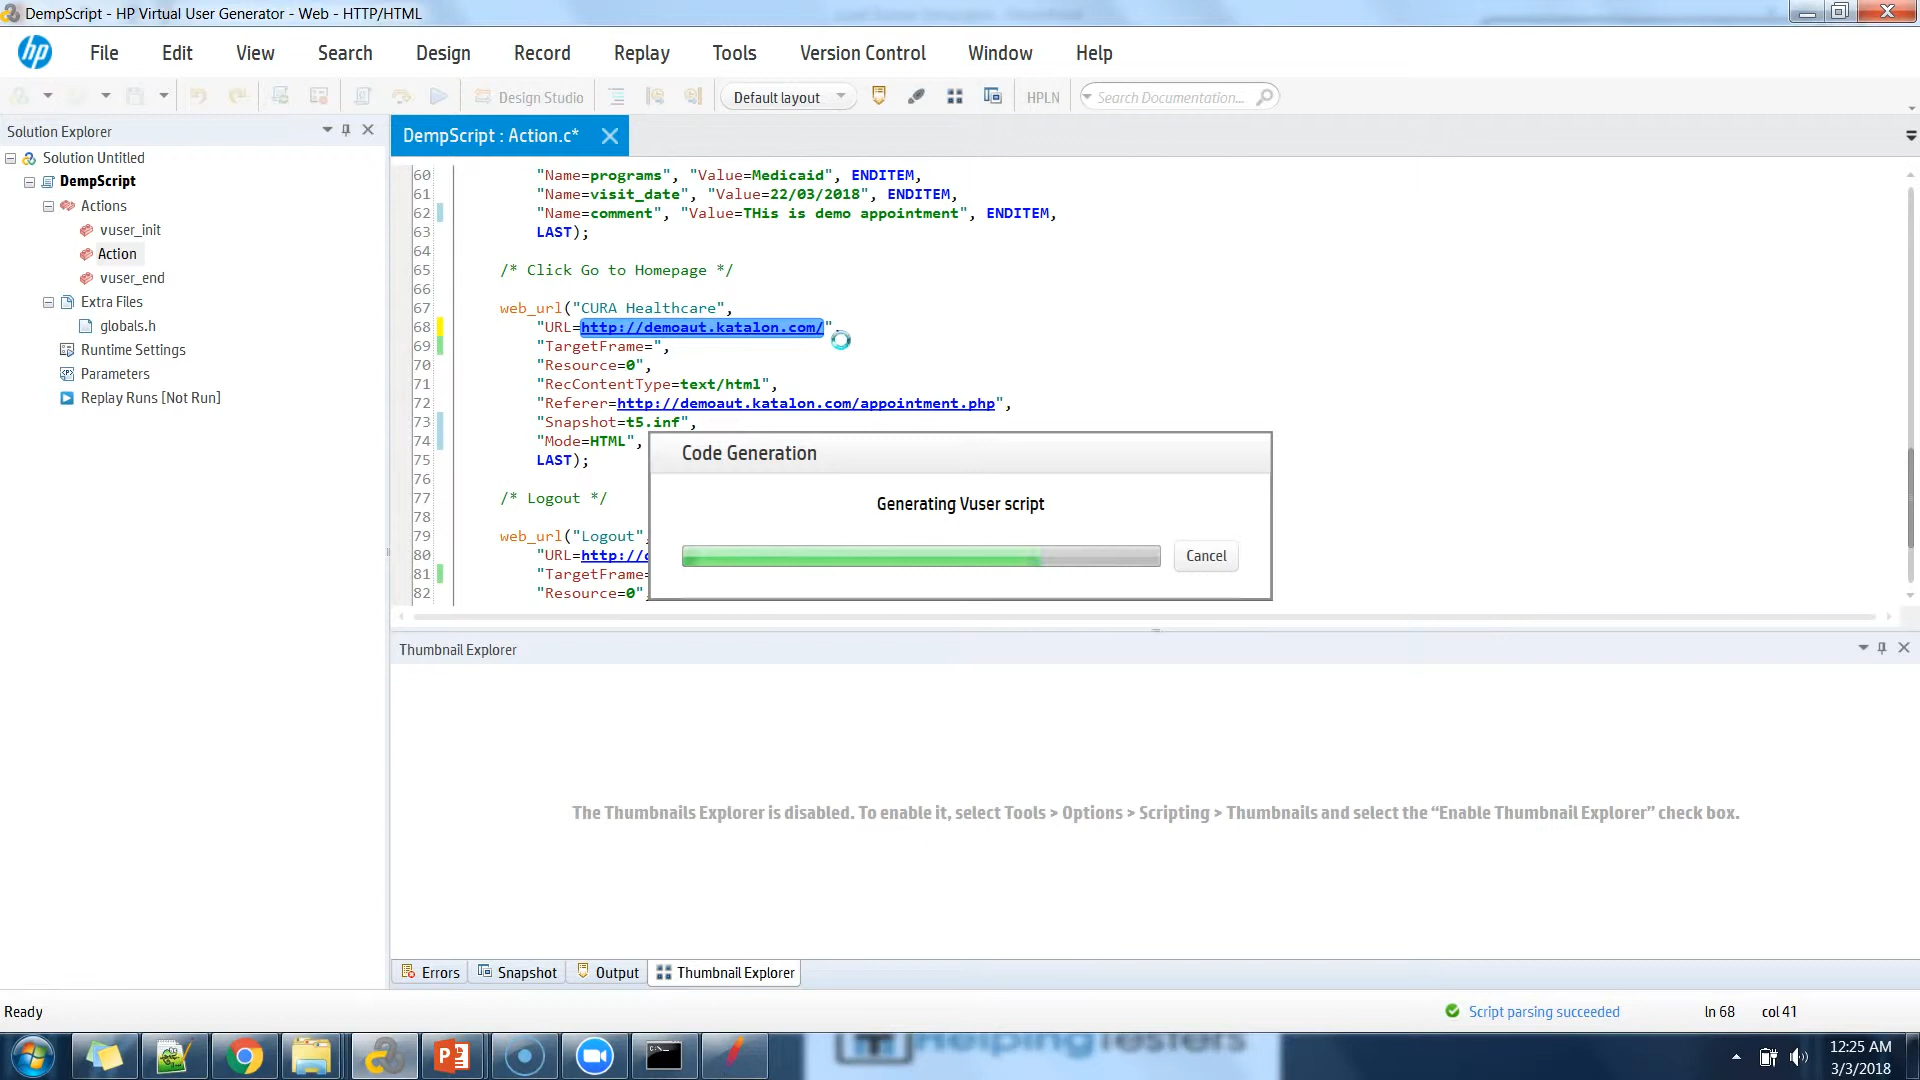 DempScript - HP Virtual User Generator - Web - HTTP/HTML
hp File Edit View Search Design Record Replay Tools Version Control Window Help
Design Studio Default layout HPLN Search Documentation...
Solution Explorer
Solution Untitled
DempScript
Actions
vuser_init
Action
vuser_end
Extra Files
globals.h
Runtime Settings
Parameters
Replay Runs [Not Run]
DempScript : Action.c*
60 "Name=programs", "Value=Medicaid", ENDITEM,
61 "Name=visit_date", "Value=22/03/2018", ENDITEM,
62 "Name=comment", "Value=THis is demo appointment", ENDITEM,
63 LAST);
64
65 /* Click Go to Homepage */
66
67 web_url("CURA Healthcare",
68 "URL=http://demoaut.katalon.com/",
69 "TargetFrame=",
70 "Resource=0",
71 "RecContentType=text/html",
72 "Referer=http://demoaut.katalon.com/appointment.php",
73 "Snapshot=t5.inf",
74 "Mode=HTML",
75 LAST);
76
77 /* Logout */
78
79 web_url("Logout",
80 "URL=http://
81 "TargetFrame=
82 "Resource=0",
Code Generation
Generating Vuser script
Cancel
Thumbnail Explorer
The Thumbnails Explorer is disabled. To enable it, select Tools > Options > Scripting > Thumbnails and select the “Enable Thumbnail Explorer” check box.
Errors Snapshot Output Thumbnail Explorer
Ready
Script parsing succeeded ln 68 col 41
HelpingTesters
12:25 AM
3/3/2018